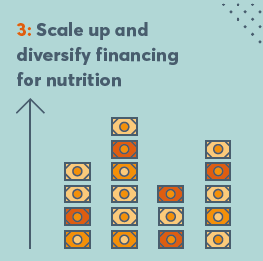 3: Scale up and
diversify financing
for nutrition